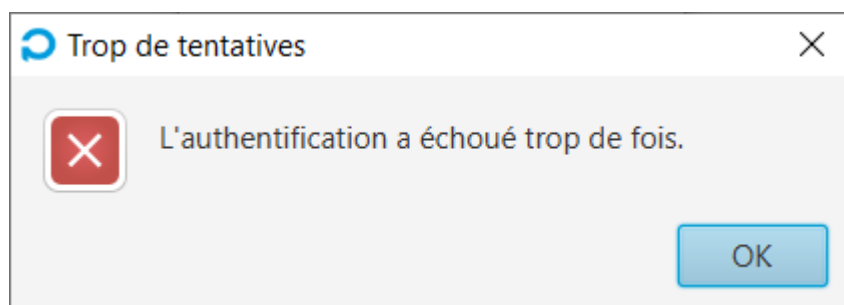 Trop de tentatives
L'authentification a échoué trop de fois.
OK